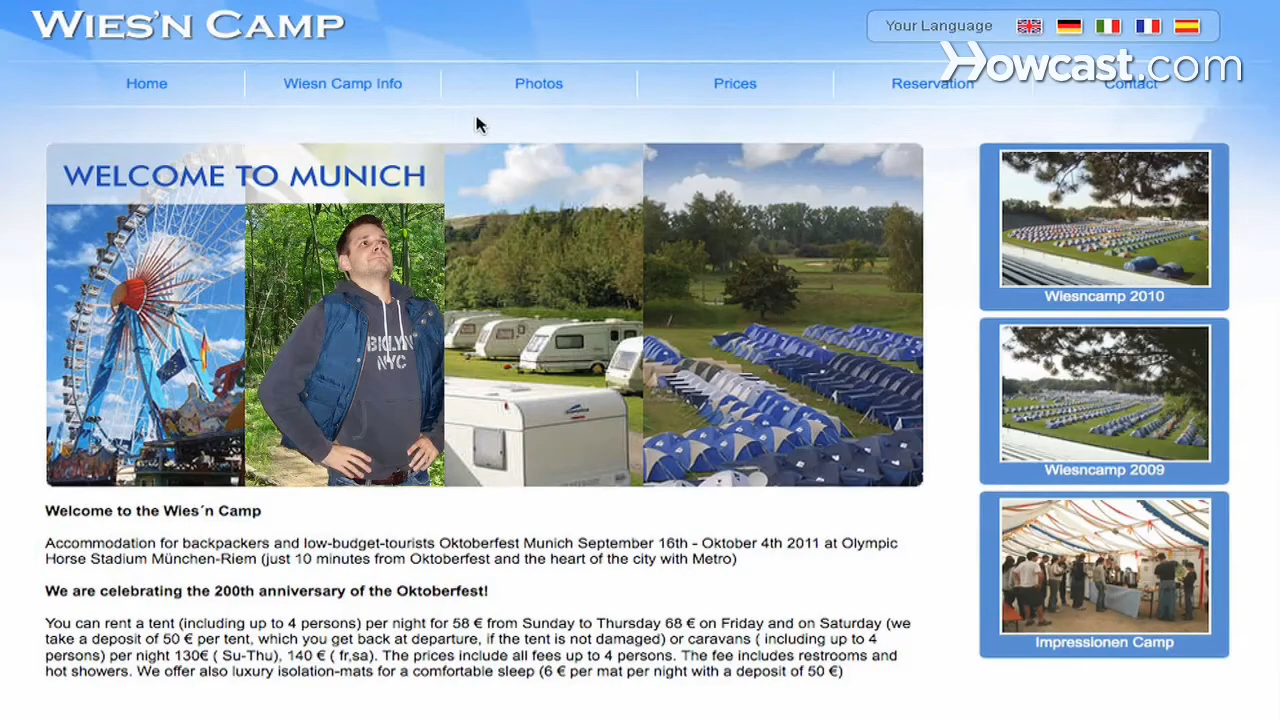 WIES'N CAMP
Your Language
Howcast.com
Home
Wiesn Camp Info
Photos
Prices
Reservation
Contact
WELCOME TO MUNICH
BKLYN
NYC
Wiesncamp 2010
Wiesncamp 2009
Impressionen Camp
Welcome to the Wies´n Camp
Accommodation for backpackers and low-budget-tourists Oktoberfest Munich September 16th - Oktober 4th 2011 at Olympic
Horse Stadium München-Riem (just 10 minutes from Oktoberfest and the heart of the city with Metro)
We are celebrating the 200th anniversary of the Oktoberfest!
You can rent a tent (including up to 4 persons) per night for 58 € from Sunday to Thursday 68 € on Friday and on Saturday (we
take a deposit of 50 € per tent, which you get back at departure, if the tent is not damaged) or caravans ( including up to 4
persons) per night 130€ ( Su-Thu), 140 € ( fr,sa). The prices include all fees up to 4 persons. The fee includes restrooms and
hot showers. We offer also luxury isolation-mats for a comfortable sleep (6 € per mat per night with a deposit of 50 €)